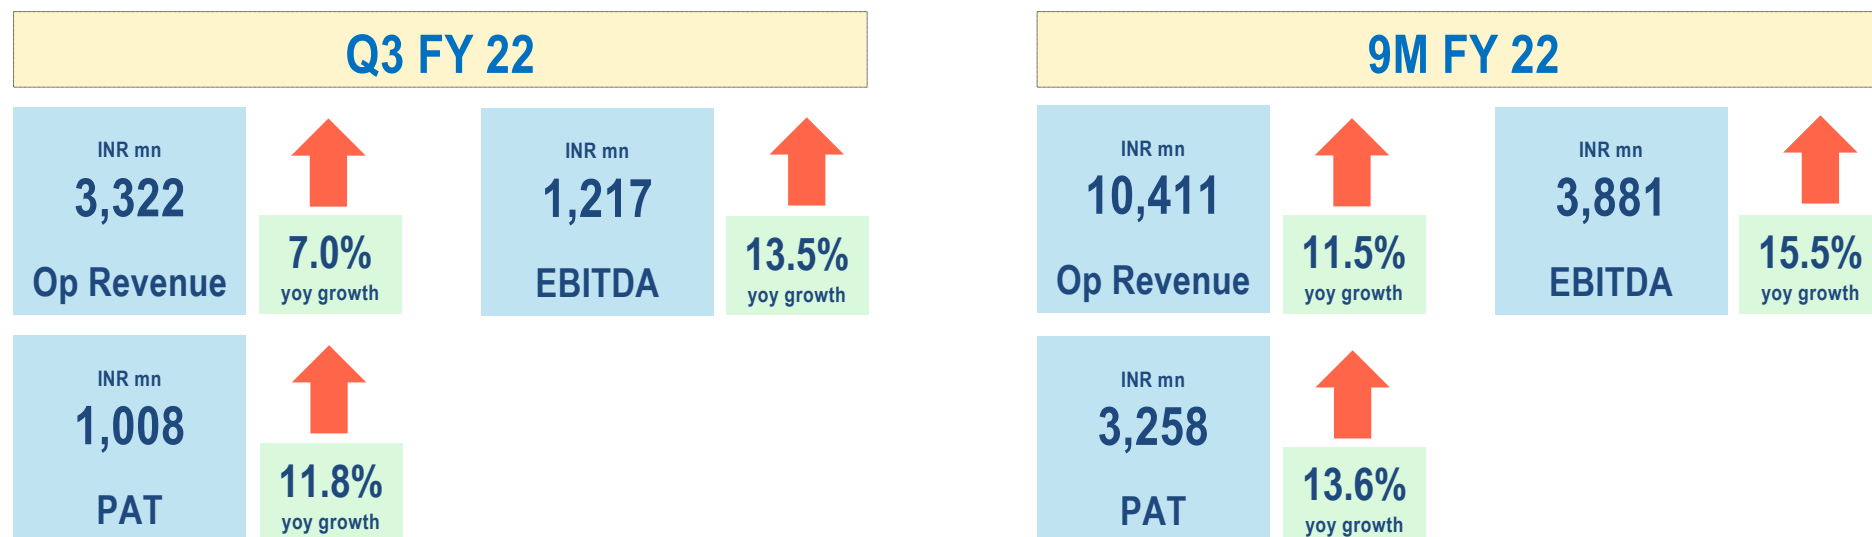 Q3 FY 22
INR mn
3,322
Op Revenue
7.0%
yoy growth
INR mn
1,217
EBITDA
13.5%
yoy growth
INR mn
1,008
PAT
11.8%
yoy growth
9M FY 22
INR mn
10,411
Op Revenue
11.5%
yoy growth
INR mn
3,881
EBITDA
15.5%
yoy growth
INR mn
3,258
PAT
13.6%
yoy growth